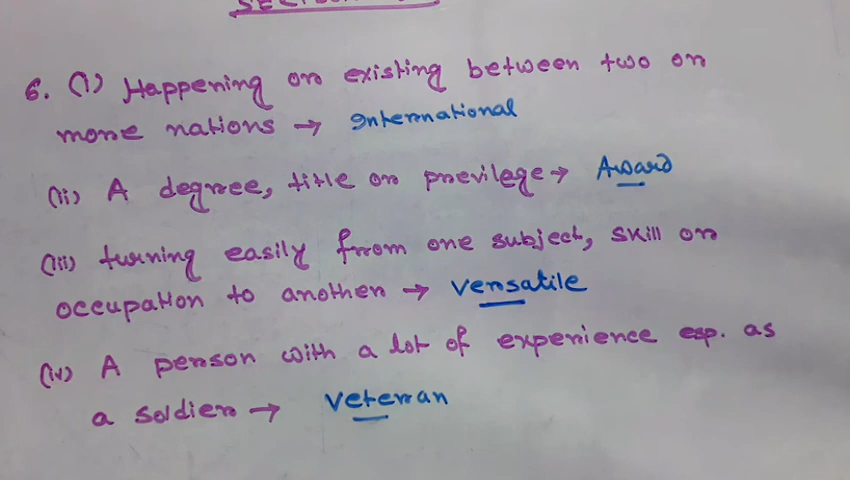 6. (i) Happening or existing between two or
more nations → International
(ii) A degree, title or previlege → Award
(iii) turning easily from one subject, skill or
occupation to another → Versatile
(iv) A person with a lot of experience esp. as
a soldier → Veterran